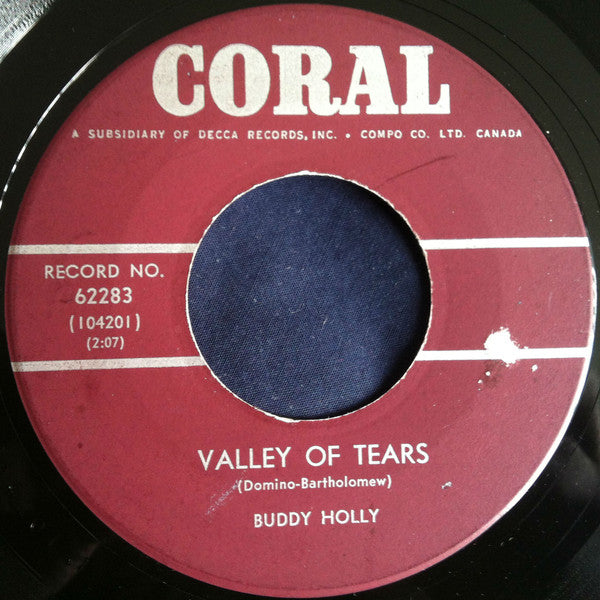 CORAL
A SUBSIDIARY OF DECCA RECORDS, INC. • COMPO CO. LTD. CANADA
RECORD NO.
62283
(104201)
(2:07)
VALLEY OF TEARS
(Domino-Bartholomew)
BUDDY HOLLY